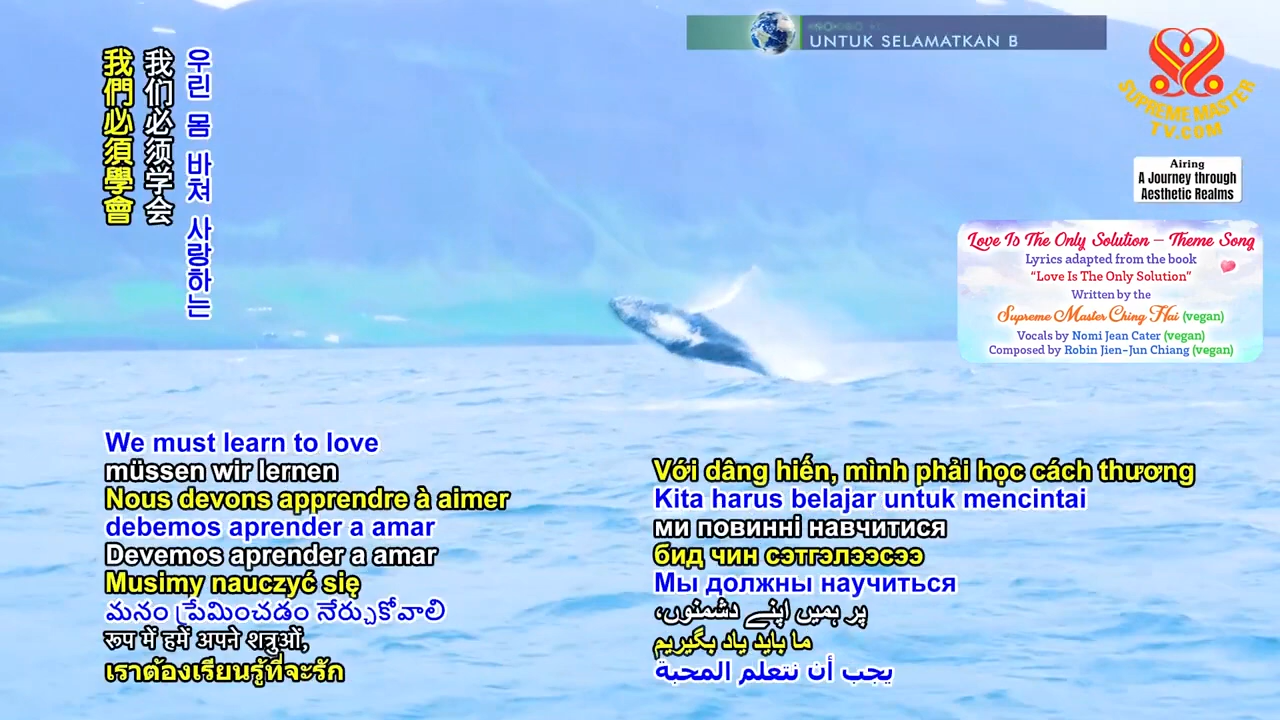 UNTUK SELAMATKAN B
SUPREME MASTER
TV.COM
Airing
A Journey through
Aesthetic Realms
Love Is The Only Solution – Theme Song
Lyrics adapted from the book
“Love Is The Only Solution”
Written by the
Supreme Master Ching Hai (vegan)
Vocals by Nomi Jean Cater (vegan)
Composed by Robin Jien-Jun Chiang (vegan)
우린 몸 바쳐 사랑하는
我们必须学会
我們必須學會
We must learn to love
müssen wir lernen
Nous devons apprendre à aimer
debemos aprender a amar
Devemos aprender a amar
Musimy nauczyć się
మనం ప్రేమించడం నేర్చుకోవాలి
रूप में हमें अपने शत्रुओं,
เราต้องเรียนรู้ที่จะรัก
Với dâng hiến, mình phải học cách thương
Kita harus belajar untuk mencintai
ми повинні навчитися
бид чин сэтгэлээсээ
Мы должны научиться
پر ہمیں اپنے دشمنوں،
ما باید یاد بگیریم
يجب أن نتعلم المحبة